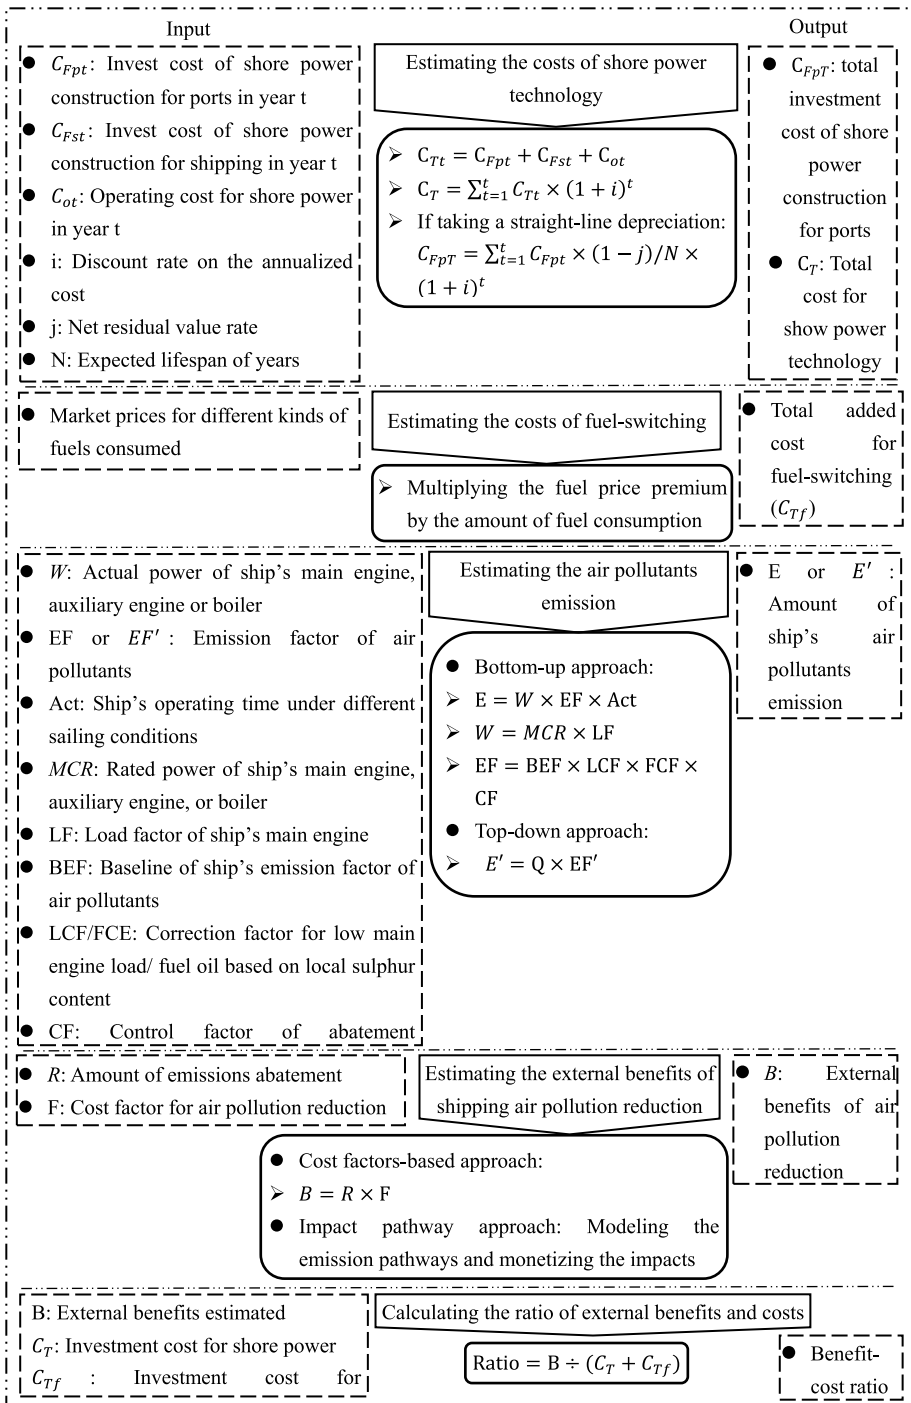 Input
Output
● C_Fpt: Invest cost of shore power
construction for ports in year t
● C_Fst: Invest cost of shore power
construction for shipping in year t
● C_ot: Operating cost for shore power
in year t
● i: Discount rate on the annualized
cost
● j: Net residual value rate
● N: Expected lifespan of years
Estimating the costs of shore power
technology
➢ C_Tt = C_Fpt + C_Fst + C_ot
➢ C_T = ∑_{t=1}^{t} C_Tt × (1 + i)^t
➢ If taking a straight-line depreciation:
C_FpT = ∑_{t=1}^{t} C_Fpt × (1 − j)/N ×
(1 + i)^t
● C_FpT: total
investment
cost of shore
power
construction
for ports
● C_T: Total
cost for
show power
technology
● Market prices for different kinds of
fuels consumed
Estimating the costs of fuel-switching
➢ Multiplying the fuel price premium
by the amount of fuel consumption
● Total added
cost for
fuel-switching
(C_Tf)
● W: Actual power of ship's main engine,
auxiliary engine or boiler
● EF or EF′ : Emission factor of air
pollutants
● Act: Ship's operating time under different
sailing conditions
● MCR: Rated power of ship's main engine,
auxiliary engine, or boiler
● LF: Load factor of ship's main engine
● BEF: Baseline of ship's emission factor of
air pollutants
● LCF/FCE: Correction factor for low main
engine load/ fuel oil based on local sulphur
content
● CF: Control factor of abatement
Estimating the air pollutants
emission
● Bottom-up approach:
➢ E = W × EF × Act
➢ W = MCR × LF
➢ EF = BEF × LCF × FCF ×
CF
● Top-down approach:
➢ E′ = Q × EF′
● E or E′ :
Amount of
ship's air
pollutants
emission
● R: Amount of emissions abatement
● F: Cost factor for air pollution reduction
Estimating the external benefits of
shipping air pollution reduction
● Cost factors-based approach:
➢ B = R × F
● Impact pathway approach: Modeling the
emission pathways and monetizing the impacts
● B: External
benefits of air
pollution
reduction
B: External benefits estimated
C_T: Investment cost for shore power
C_Tf : Investment cost for
Calculating the ratio of external benefits and costs
Ratio = B ÷ (C_T + C_Tf)
● Benefit-
cost ratio